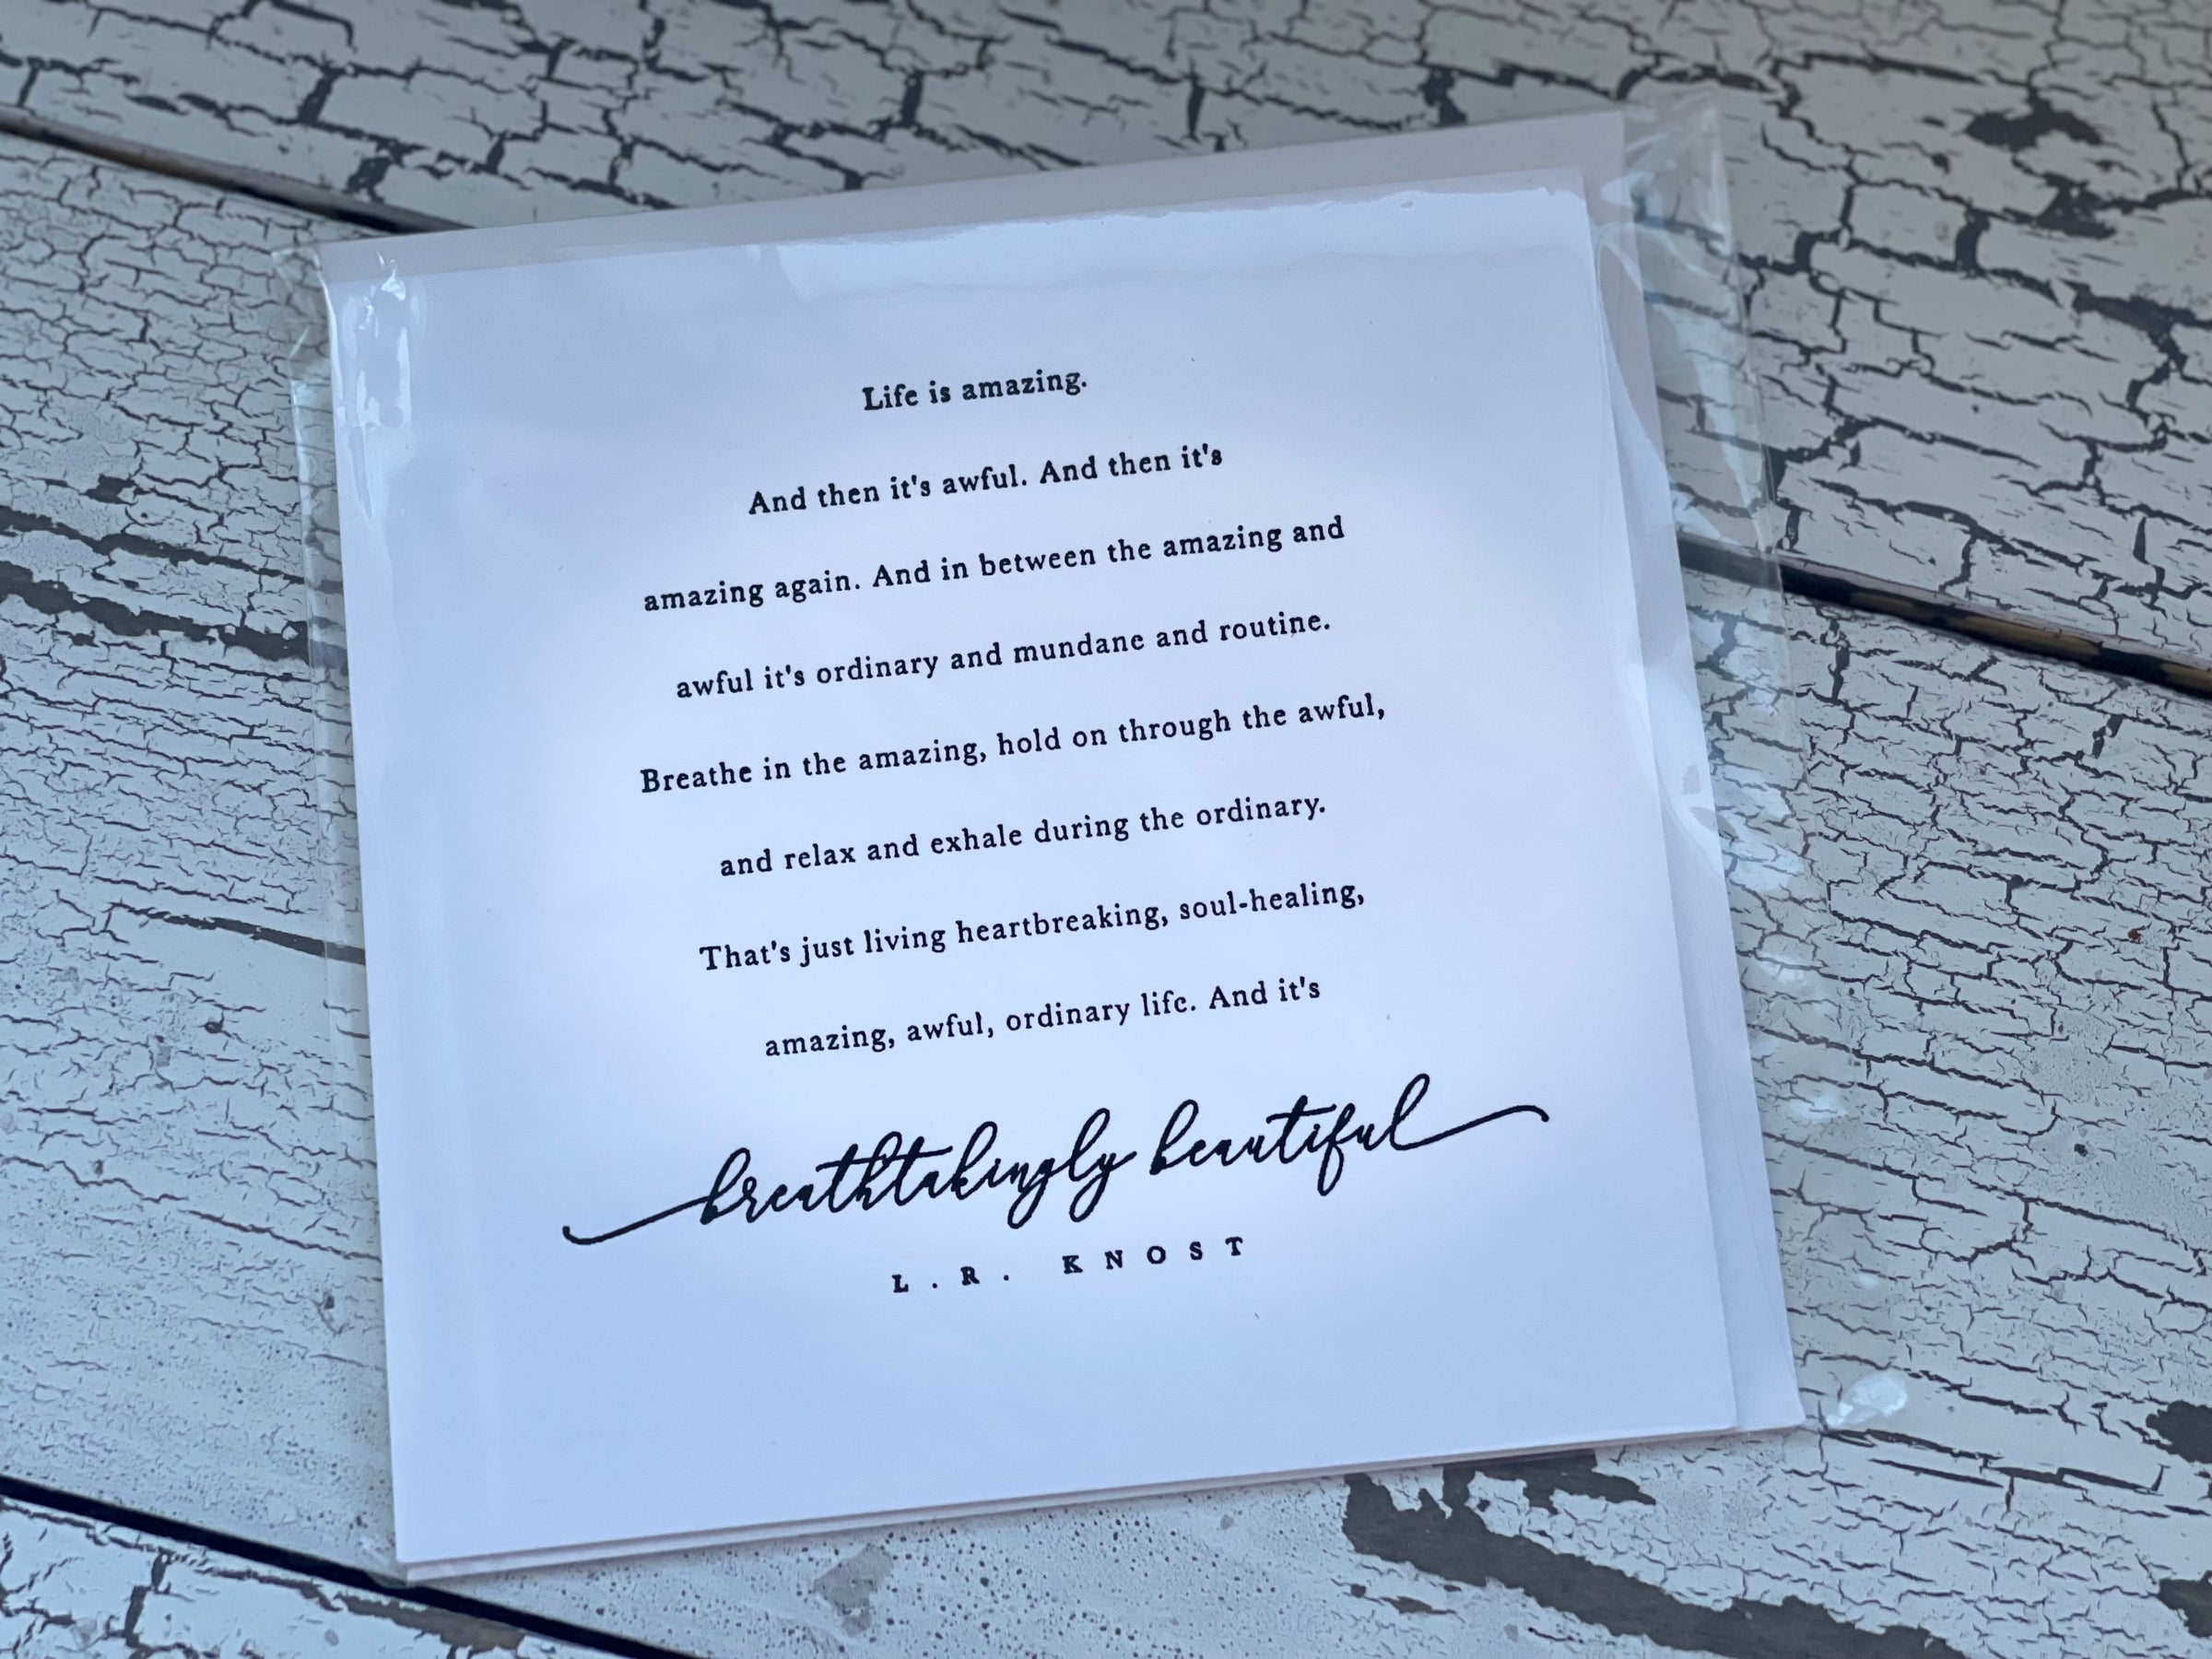 Life is amazing.
And then it's awful. And then it's
amazing again. And in between the amazing and
awful it's ordinary and mundane and routine.
Breathe in the amazing, hold on through the awful,
and relax and exhale during the ordinary.
That's just living heartbreaking, soul-healing,
amazing, awful, ordinary life. And it's
breathtakingly beautiful
L.R. KNOST